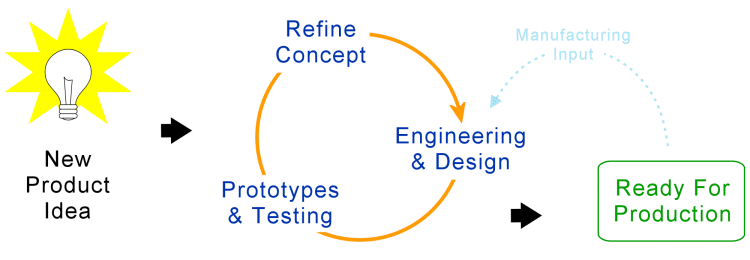 New
Product
Idea
Refine
Concept
Engineering
& Design
Prototypes
& Testing
Manufacturing
Input
Ready For
Production